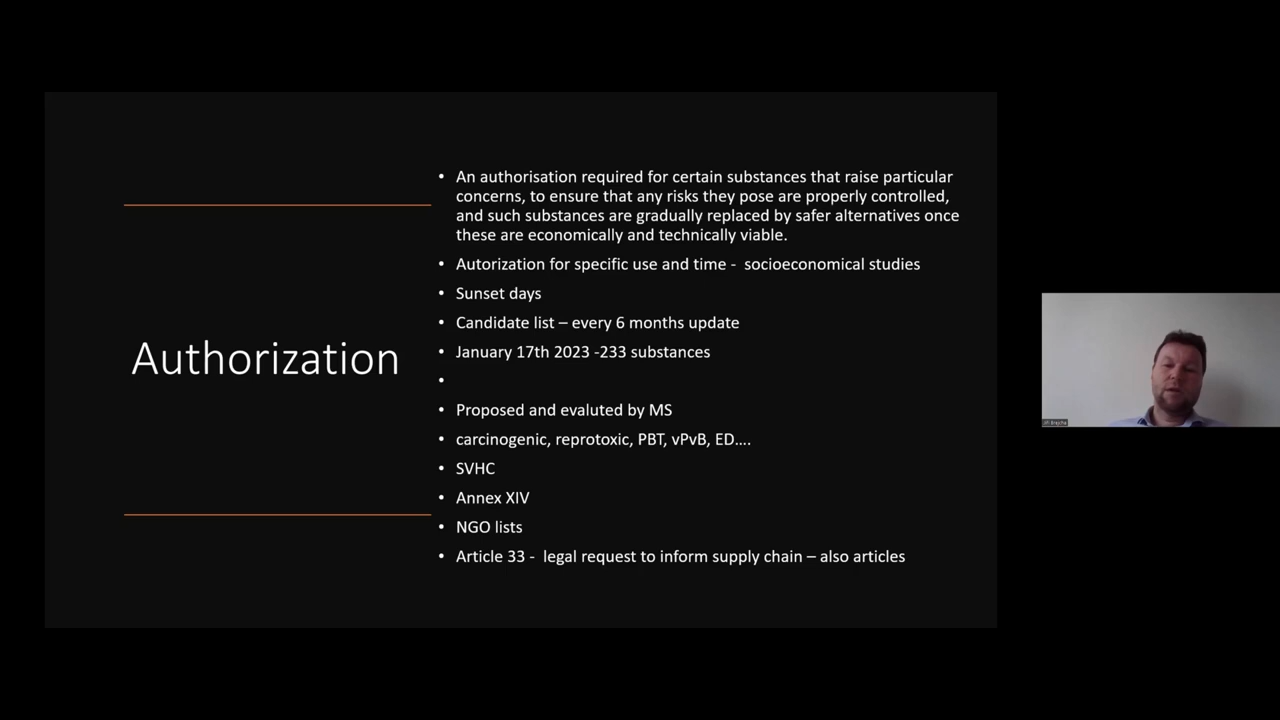 Authorization
• An authorisation required for certain substances that raise particular
concerns, to ensure that any risks they pose are properly controlled,
and such substances are gradually replaced by safer alternatives once
these are economically and technically viable.
• Autorization for specific use and time - socioeconomical studies
• Sunset days
• Candidate list – every 6 months update
• January 17th 2023 -233 substances
•
• Proposed and evaluted by MS
• carcinogenic, reprotoxic, PBT, vPvB, ED....
• SVHC
• Annex XIV
• NGO lists
• Article 33 - legal request to inform supply chain – also articles